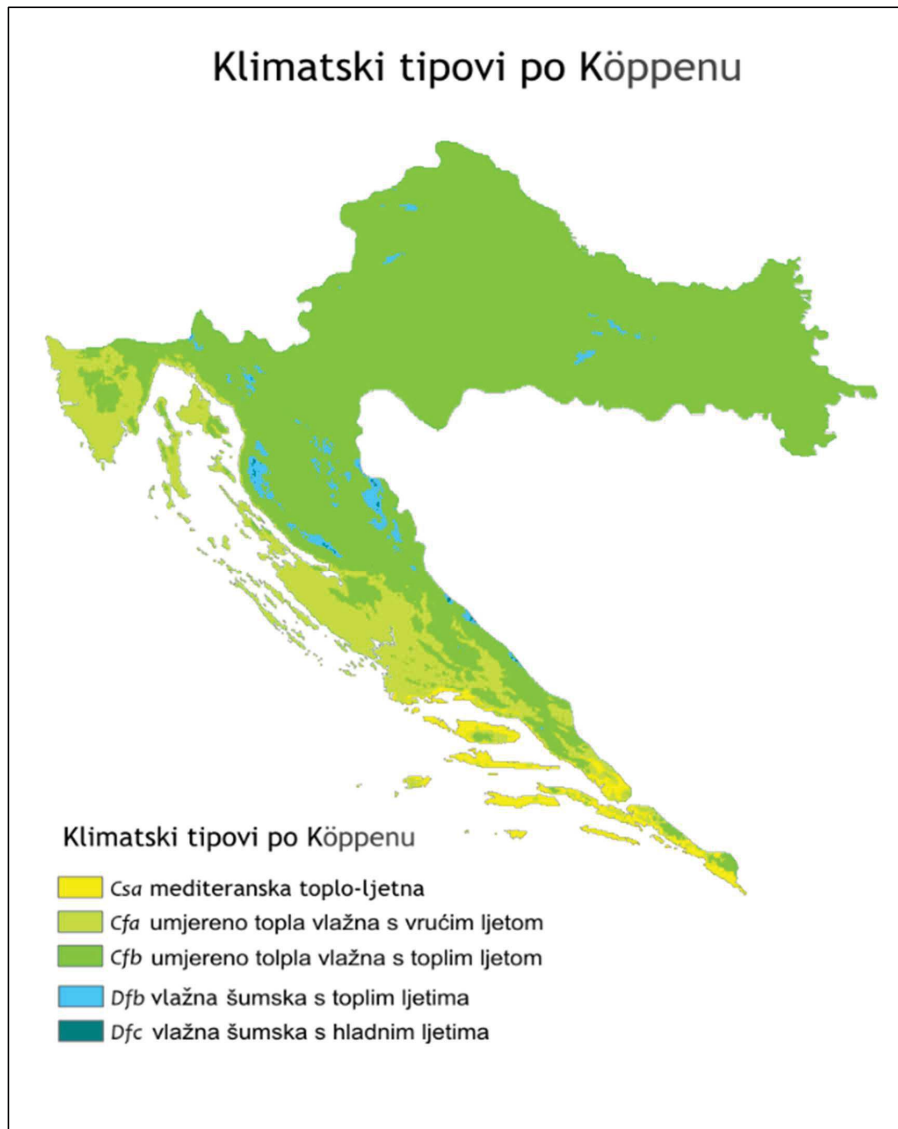 Klimatski tipovi po Köppenu
Klimatski tipovi po Köppenu
Csa mediteranska toplo-ljetna
Cfa umjereno topla vlažna s vrućim ljetom
Cfb umjereno tolpla vlažna s toplim ljetom
Dfb vlažna šumska s toplim ljetima
Dfc vlažna šumska s hladnim ljetima